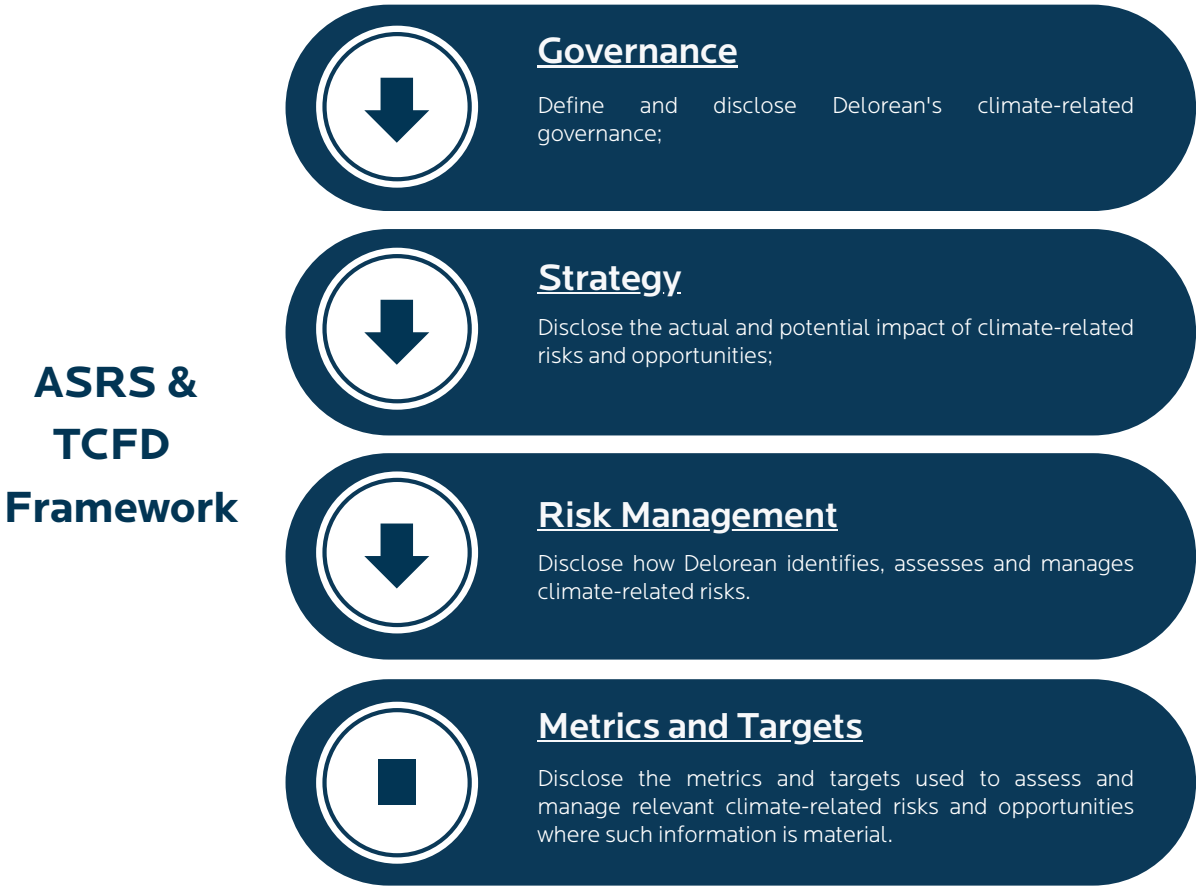 ASRS &
TCFD
Framework
Governance
Define and disclose Delorean's climate-related
governance;
Strategy
Disclose the actual and potential impact of climate-related
risks and opportunities;
Risk Management
Disclose how Delorean identifies, assesses and manages
climate-related risks.
Metrics and Targets
Disclose the metrics and targets used to assess and
manage relevant climate-related risks and opportunities
where such information is material.